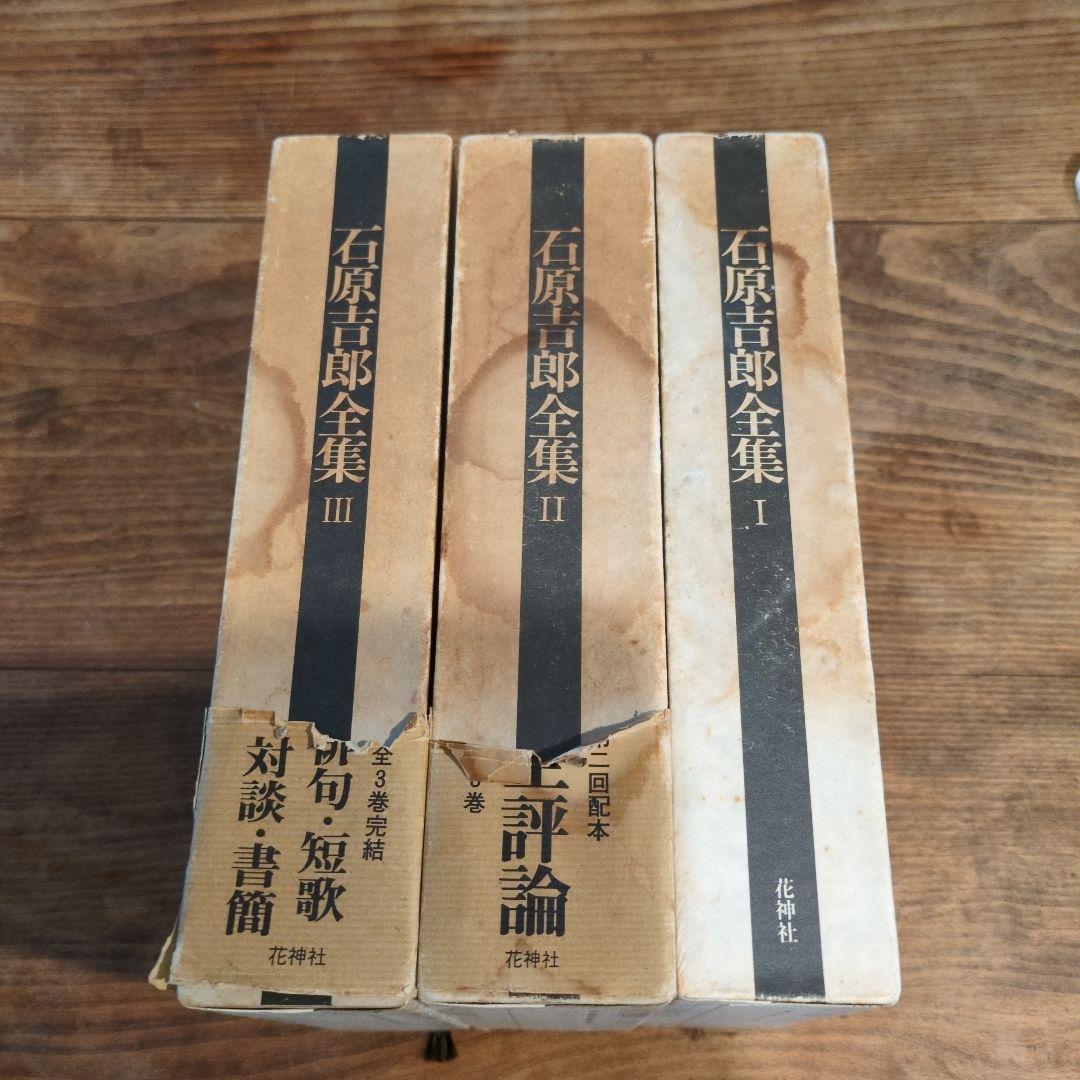 石原吉郎全集
III
全3巻完結
俳句・短歌
対談・書簡
花神社
石原吉郎全集
II
二回配本
評論
巻
花神社
石原吉郎全集
I
花神社